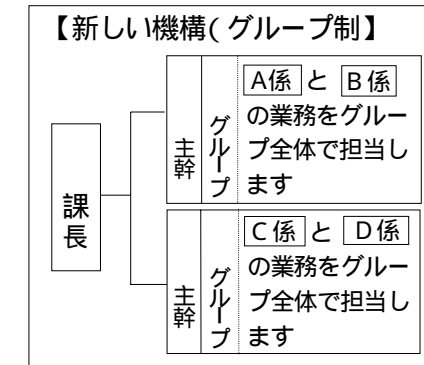 【新しい機構(グループ制】
課長
主幹
グループ
A係 と B係
の業務をグルー
プ全体で担当し
ます
主幹
グループ
C係 と D係
の業務をグルー
プ全体で担当し
ます